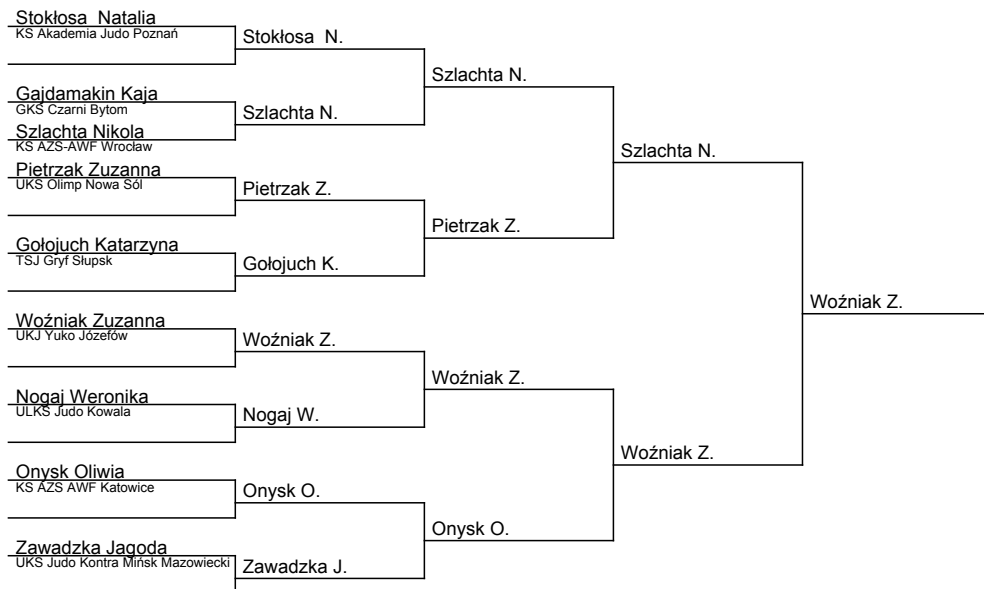 Stokłosa  Natalia
KS Akademia Judo Poznań
Stokłosa  N.
Szlachta N.
Gajdamakin Kaja
GKS Czarni Bytom
Szlachta N.
Szlachta Nikola
KS AZS-AWF Wrocław
Szlachta N.
Pietrzak Zuzanna
UKS Olimp Nowa Sól
Pietrzak Z.
Pietrzak Z.
Gołojuch Katarzyna
TSJ Gryf Słupsk
Gołojuch K.
Woźniak Z.
Woźniak Zuzanna
UKJ Yuko Józefów
Woźniak Z.
Woźniak Z.
Nogaj Weronika
ULKS Judo Kowala
Nogaj W.
Woźniak Z.
Onysk Oliwia
KS AZS AWF Katowice
Onysk O.
Onysk O.
Zawadzka Jagoda
UKS Judo Kontra Mińsk Mazowiecki
Zawadzka J.